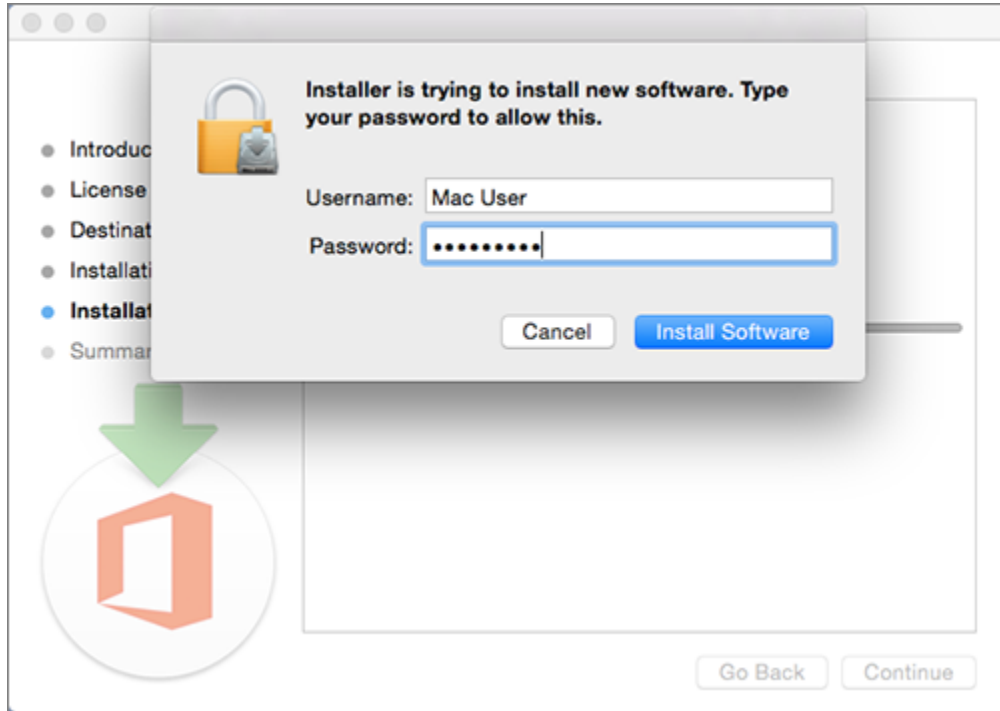 Installer is trying to install new software. Type
your password to allow this.
Username: Mac User
Password: •••••••••
Cancel Install Software
Introduc
License
Destinat
Installati
Installat
Summar
Go Back Continue